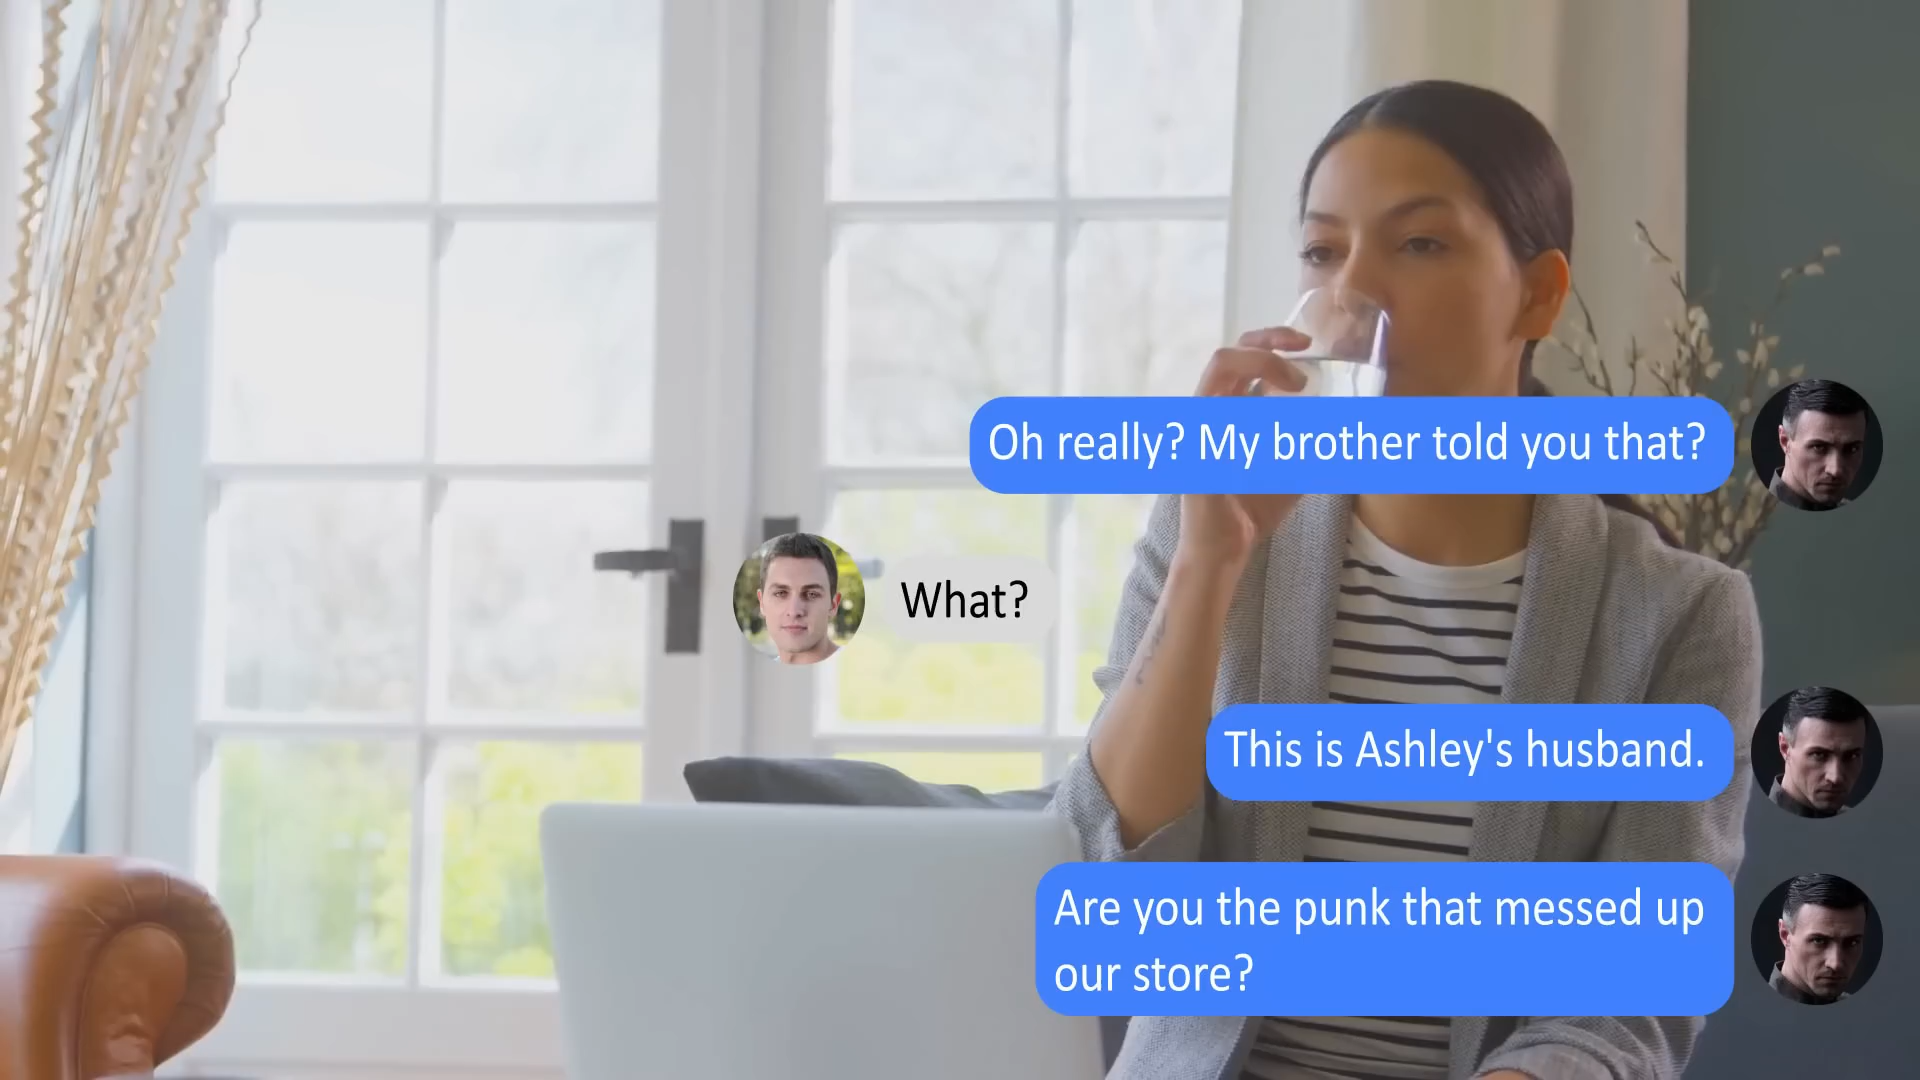 Oh really? My brother told you that?
What?
This is Ashley's husband.
Are you the punk that messed up
our store?